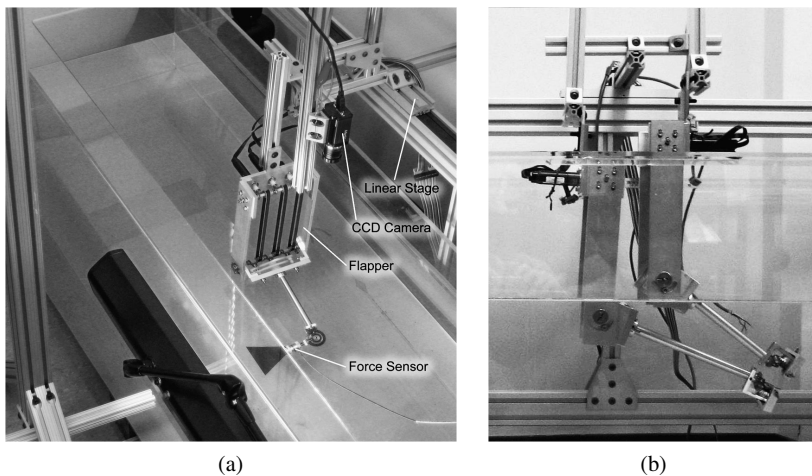 Linear Stage
CCD Camera
Flapper
Force Sensor
(a)
(b)